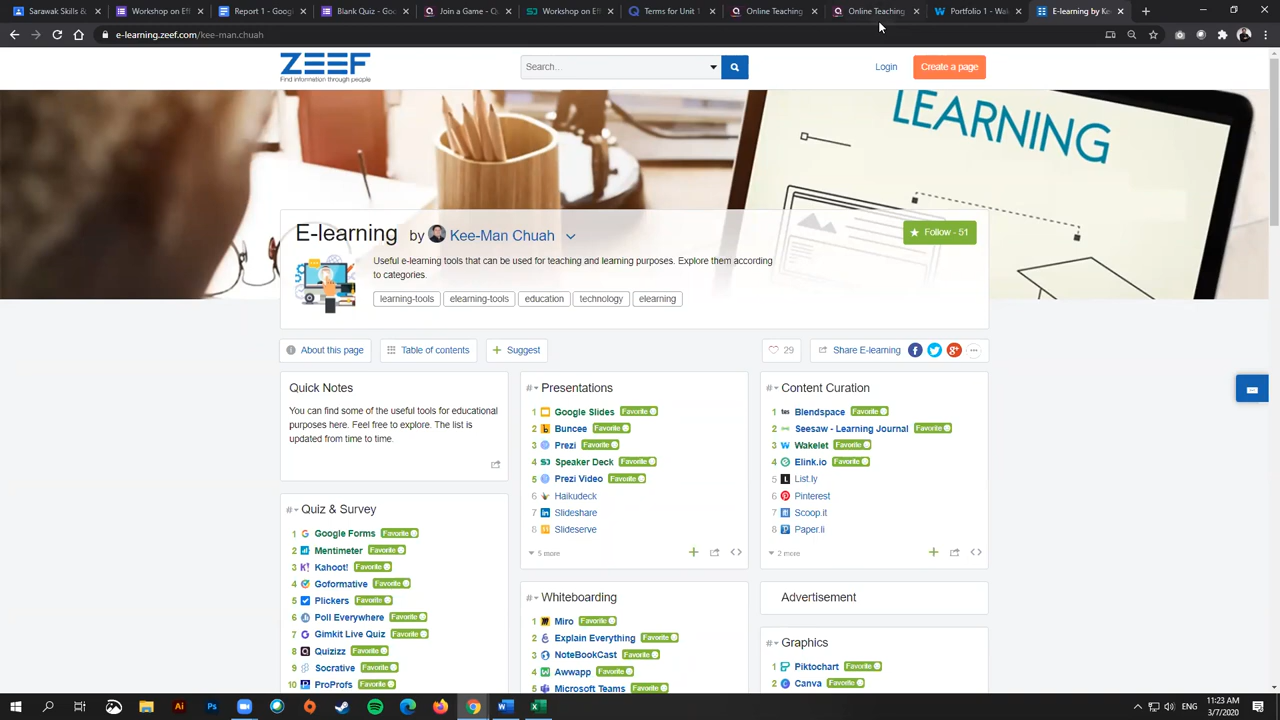 Sarawak Skills &
Workshop on Eff
Report 1 - Goog
Blank Quiz - Goo
Join a Game - Qu
Workshop on Eff
Terms for Unit 1
Online Teaching
Online Teaching
Portfolio 1 - Wa
E-learning by Ke
e-learning.zeef.com/kee-man.chuah
ZEEF
Find information through people
Search...
Login
Create a page
LEARNING
E-learning by Kee-Man Chuah
Follow - 51
Useful e-learning tools that can be used for teaching and learning purposes. Explore them according
to categories.
learning-tools
elearning-tools
education
technology
elearning
About this page
Table of contents
Suggest
29
Share E-learning
Quick Notes
You can find some of the useful tools for educational
purposes here. Feel free to explore. The list is
updated from time to time.
Quiz & Survey
1 Google Forms Favorite
2 Mentimeter Favorite
3 Kahoot! Favorite
4 Goformative Favorite
5 Plickers Favorite
6 Poll Everywhere Favorite
7 Gimkit Live Quiz Favorite
8 Quizizz Favorite
9 Socrative Favorite
10 ProProfs Favorite
Presentations
1 Google Slides Favorite
2 Buncee Favorite
3 Prezi Favorite
4 Speaker Deck Favorite
5 Prezi Video Favorite
6 Haikudeck
7 Slideshare
8 Slideserve
5 more
Whiteboarding
1 Miro Favorite
2 Explain Everything Favorite
3 NoteBookCast Favorite
4 Awwapp Favorite
5 Microsoft Teams Favorite
Content Curation
1 Blendspace Favorite
2 Seesaw - Learning Journal Favorite
3 Wakelet Favorite
4 Elink.io Favorite
5 List.ly
6 Pinterest
7 Scoop.it
8 Paper.li
2 more
Advertisement
Graphics
1 Piktochart Favorite
2 Canva Favorite
ENG
11:23 AM
3/7/2020